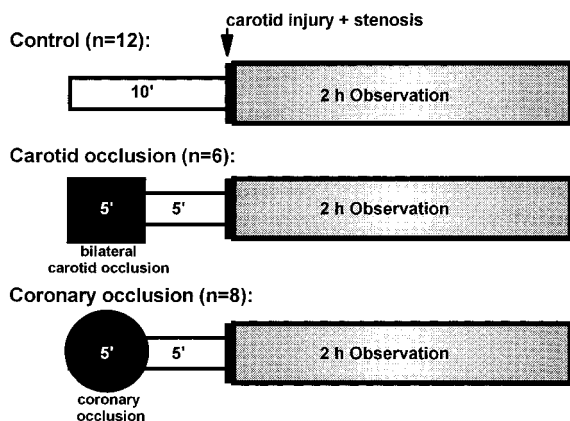 carotid injury + stenosis
Control (n=12):
10'
2 h Observation
Carotid occlusion (n=6):
5'
5'
2 h Observation
bilateral
carotid occlusion
Coronary occlusion (n=8):
5'
5'
2 h Observation
coronary
occlusion